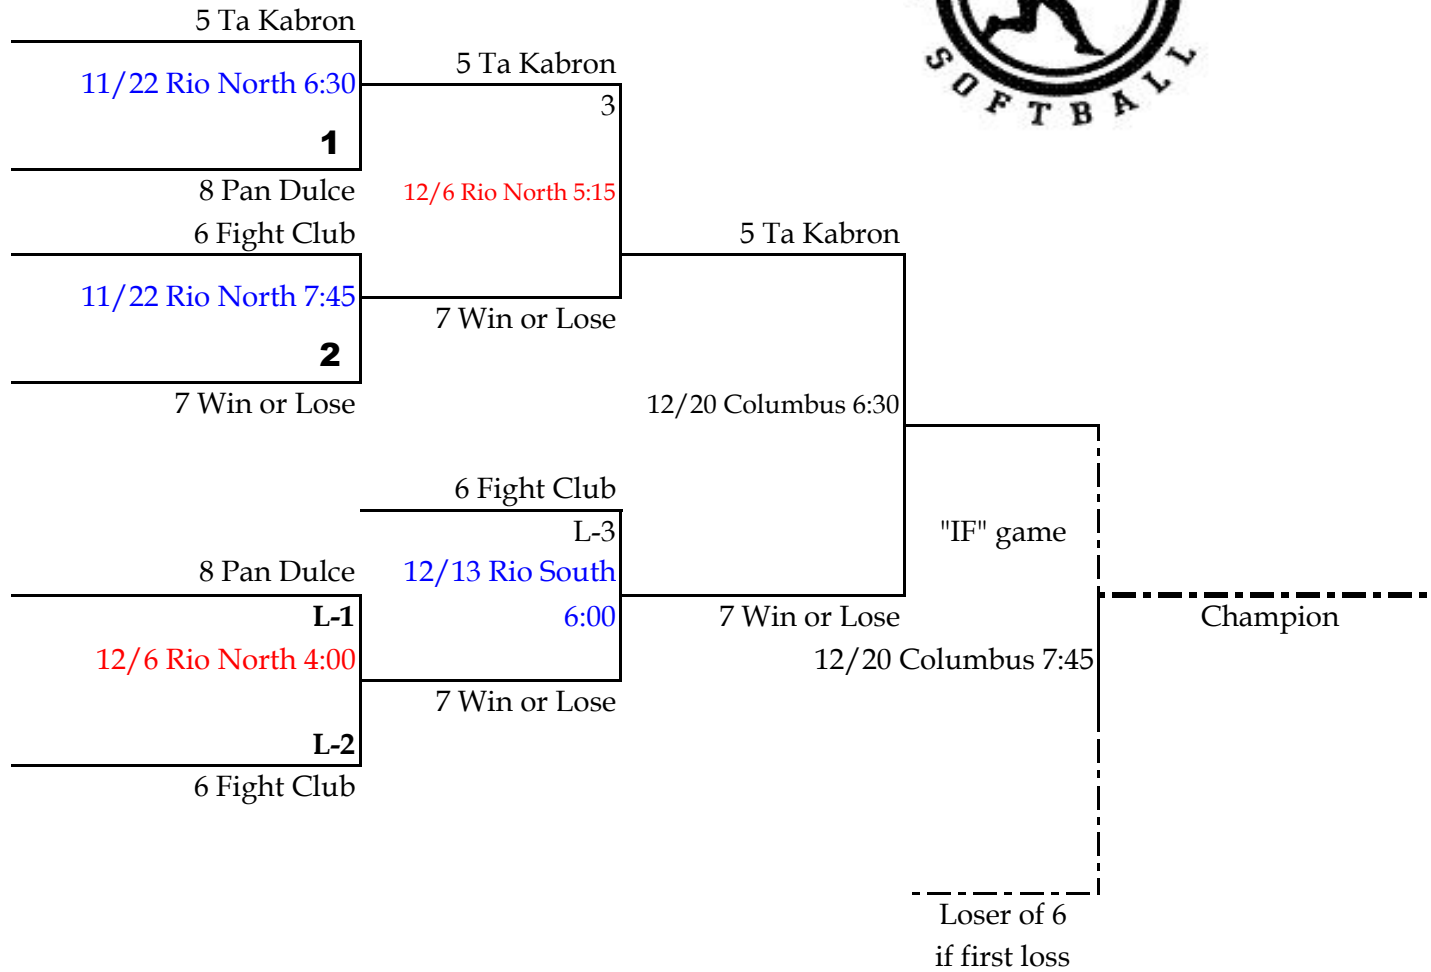 SOFTBALL
5 Ta Kabron
11/22 Rio North 6:30
1
8 Pan Dulce
6 Fight Club
11/22 Rio North 7:45
2
7 Win or Lose
5 Ta Kabron
3
12/6 Rio North 5:15
7 Win or Lose
5 Ta Kabron
12/20 Columbus 6:30
7 Win or Lose
8 Pan Dulce
L-1
12/6 Rio North 4:00
L-2
6 Fight Club
6 Fight Club
L-3
12/13 Rio South
6:00
7 Win or Lose
"IF" game
12/20 Columbus 7:45
Champion
Loser of 6
if first loss